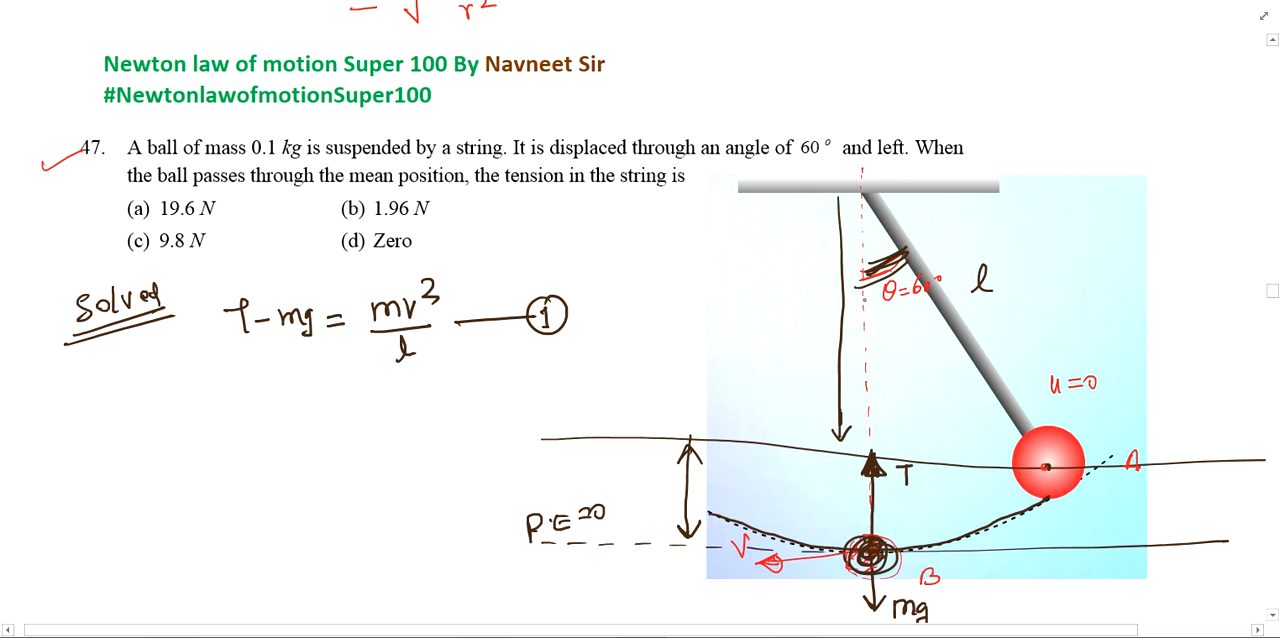 r²
Newton law of motion Super 100 By Navneet Sir
#NewtonlawofmotionSuper100
47. A ball of mass 0.1 kg is suspended by a string. It is displaced through an angle of 60° and left. When
the ball passes through the mean position, the tension in the string is
(a) 19.6 N (b) 1.96 N
(c) 9.8 N (d) Zero
Solved
T - mg = mv²/l —— ①
θ=60°
l
u=0
A
T
P.E=0
V
B
mg